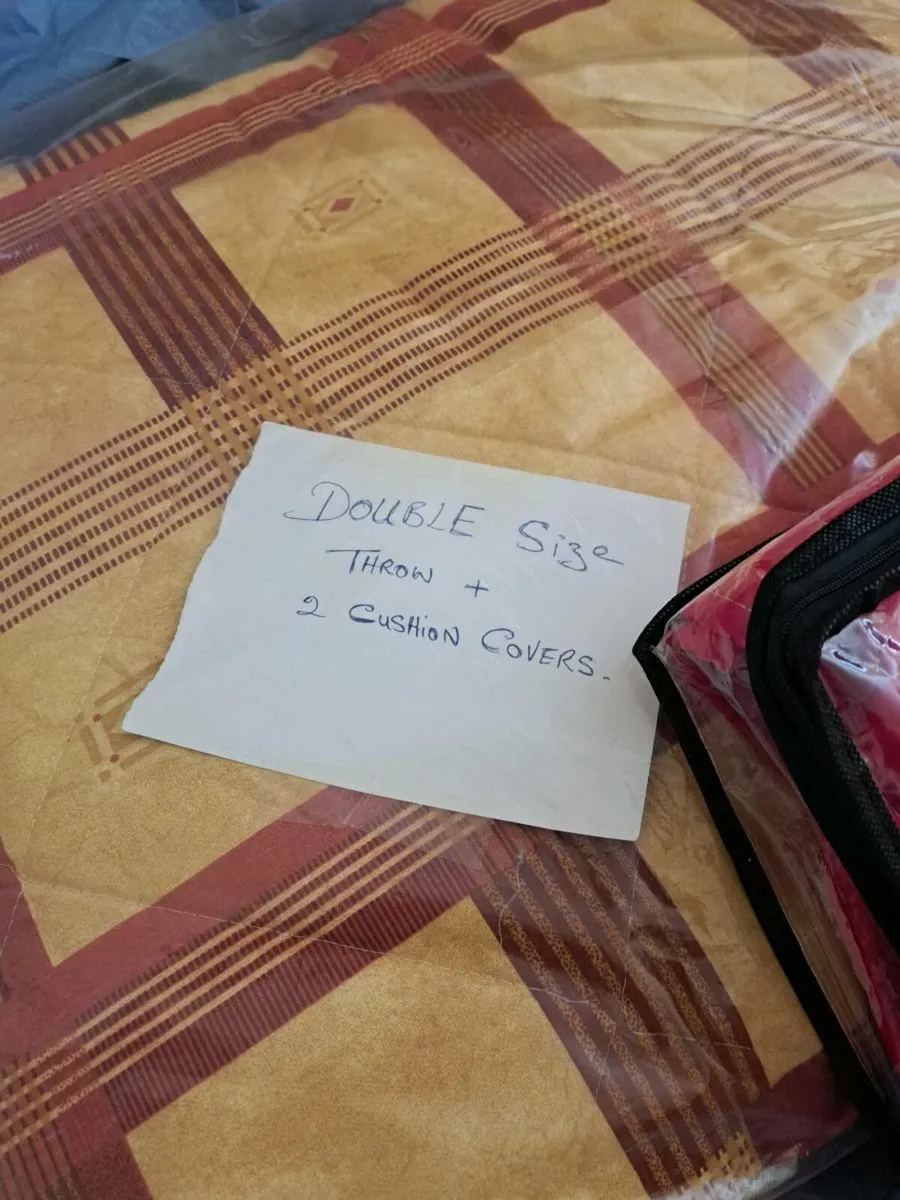 DOUBLE Size
THROW +
2 CUSHION COVERS.